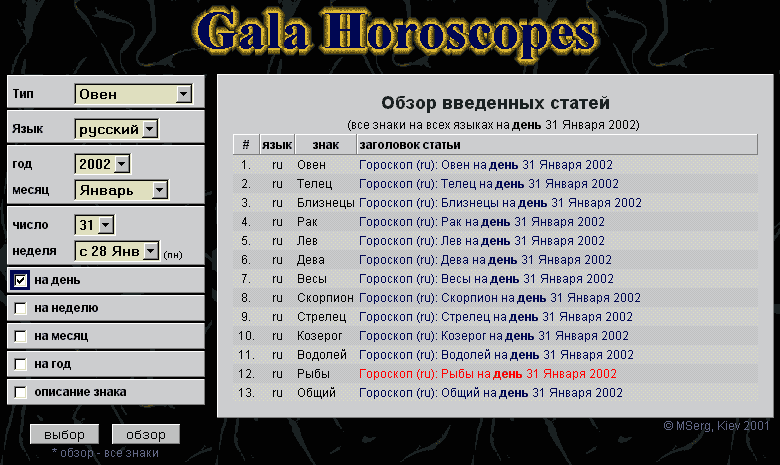 Gala Horoscopes
Тип Овен
Язык русский
год 2002
месяц Январь
число 31
неделя с 28 Янв (пн)
на день
на неделю
на месяц
на год
описание знака
выбор обзор
* обзор - все знаки
Обзор введенных статей
(все знаки на всех языках на день 31 Января 2002)
# язык знак заголовок статьи
1. ru Овен Гороскоп (ru): Овен на день 31 Января 2002
2. ru Телец Гороскоп (ru): Телец на день 31 Января 2002
3. ru Близнецы Гороскоп (ru): Близнецы на день 31 Января 2002
4. ru Рак Гороскоп (ru): Рак на день 31 Января 2002
5. ru Лев Гороскоп (ru): Лев на день 31 Января 2002
6. ru Дева Гороскоп (ru): Дева на день 31 Января 2002
7. ru Весы Гороскоп (ru): Весы на день 31 Января 2002
8. ru Скорпион Гороскоп (ru): Скорпион на день 31 Января 2002
9. ru Стрелец Гороскоп (ru): Стрелец на день 31 Января 2002
10. ru Козерог Гороскоп (ru): Козерог на день 31 Января 2002
11. ru Водолей Гороскоп (ru): Водолей на день 31 Января 2002
12. ru Рыбы Гороскоп (ru): Рыбы на день 31 Января 2002
13. ru Общий Гороскоп (ru): Общий на день 31 Января 2002
© MSerg, Kiev 2001